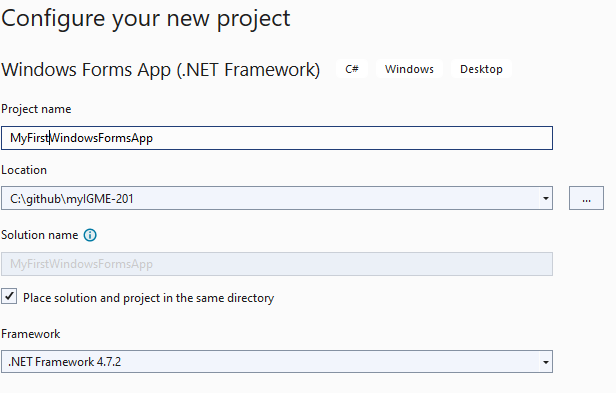 Configure your new project
Windows Forms App (.NET Framework) C# Windows Desktop
Project name
MyFirstWindowsFormsApp
Location
C:\github\myIGME-201
...
Solution name
MyFirstWindowsFormsApp
Place solution and project in the same directory
Framework
.NET Framework 4.7.2